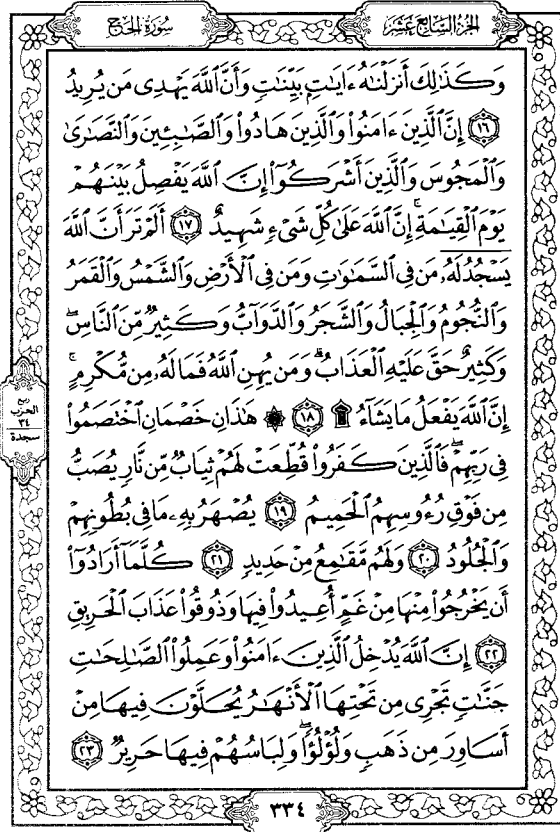 سُورَةُ الحَجِّ
الجُزْءُ السَّابِعَ عَشَرَ
وَكَذَٰلِكَ أَنزَلْنَٰهُ ءَايَٰتٍۭ بَيِّنَٰتٍ وَأَنَّ ٱللَّهَ يَهْدِى مَن يُرِيدُ
١٦ إِنَّ ٱلَّذِينَ ءَامَنُوا۟ وَٱلَّذِينَ هَادُوا۟ وَٱلصَّٰبِـِٔينَ وَٱلنَّصَٰرَىٰ
وَٱلْمَجُوسَ وَٱلَّذِينَ أَشْرَكُوٓا۟ إِنَّ ٱللَّهَ يَفْصِلُ بَيْنَهُمْ
يَوْمَ ٱلْقِيَٰمَةِ ۚ إِنَّ ٱللَّهَ عَلَىٰ كُلِّ شَىْءٍ شَهِيدٌ ١٧ أَلَمْ تَرَ أَنَّ ٱللَّهَ
يَسْجُدُ لَهُۥ مَن فِى ٱلسَّمَٰوَٰتِ وَمَن فِى ٱلْأَرْضِ وَٱلشَّمْسُ وَٱلْقَمَرُ
وَٱلنُّجُومُ وَٱلْجِبَالُ وَٱلشَّجَرُ وَٱلدَّوَآبُّ وَكَثِيرٌ مِّنَ ٱلنَّاسِ ۖ
وَكَثِيرٌ حَقَّ عَلَيْهِ ٱلْعَذَابُ ۗ وَمَن يُهِنِ ٱللَّهُ فَمَا لَهُۥ مِن مُّكْرِمٍ ۚ
إِنَّ ٱللَّهَ يَفْعَلُ مَا يَشَآءُ ۩ ١٨ ۞ هَٰذَانِ خَصْمَانِ ٱخْتَصَمُوا۟
فِى رَبِّهِمْ ۖ فَٱلَّذِينَ كَفَرُوا۟ قُطِّعَتْ لَهُمْ ثِيَابٌ مِّن نَّارٍ يُصَبُّ
مِن فَوْقِ رُءُوسِهِمُ ٱلْحَمِيمُ ١٩ يُصْهَرُ بِهِۦ مَا فِى بُطُونِهِمْ
وَٱلْجُلُودُ ٢٠ وَلَهُم مَّقَٰمِعُ مِنْ حَدِيدٍ ٢١ كُلَّمَآ أَرَادُوٓا۟
أَن يَخْرُجُوا۟ مِنْهَا مِنْ غَمٍّ أُعِيدُوا۟ فِيهَا وَذُوقُوا۟ عَذَابَ ٱلْحَرِيقِ
٢٢ إِنَّ ٱللَّهَ يُدْخِلُ ٱلَّذِينَ ءَامَنُوا۟ وَعَمِلُوا۟ ٱلصَّٰلِحَٰتِ
جَنَّٰتٍ تَجْرِى مِن تَحْتِهَا ٱلْأَنْهَٰرُ يُحَلَّوْنَ فِيهَا مِنْ
أَسَاوِرَ مِن ذَهَبٍ وَلُؤْلُؤًا ۖ وَلِبَاسُهُمْ فِيهَا حَرِيرٌ ٢٣
ربع
الحزب
٣٤
سجدة
٣٣٤